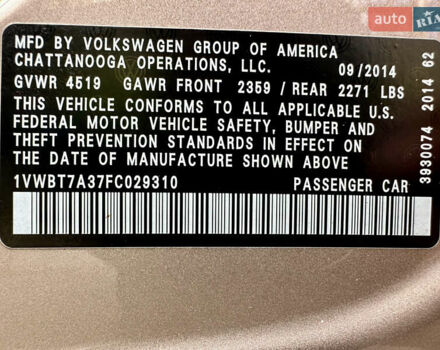 auto RIA
MFD BY VOLKSWAGEN GROUP OF AMERICA
CHATTANOOGA OPERATIONS, LLC. 09/2014
GVWR 4519 GAWR FRONT 2359 / REAR 2271 LBS
THIS VEHICLE CONFORMS TO ALL APPLICABLE U.S.
FEDERAL MOTOR VEHICLE SAFETY, BUMPER AND
THEFT PREVENTION STANDARDS IN EFFECT ON
THE DATE OF MANUFACTURE SHOWN ABOVE.
1VWBT7A37FC029310 PASSENGER CAR
3930074 2014 62